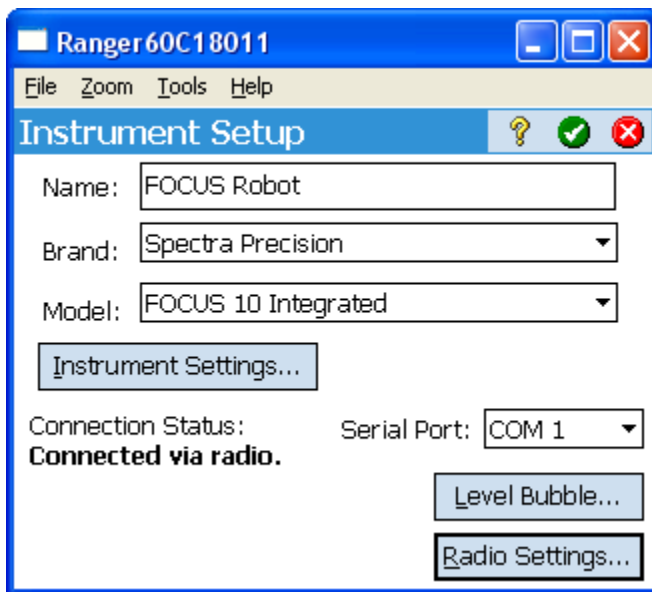 Ranger60C18011
File Zoom Tools Help
Instrument Setup
Name: FOCUS Robot
Brand: Spectra Precision
Model: FOCUS 10 Integrated
Instrument Settings...
Connection Status: Serial Port: COM 1
Connected via radio.
Level Bubble...
Radio Settings...